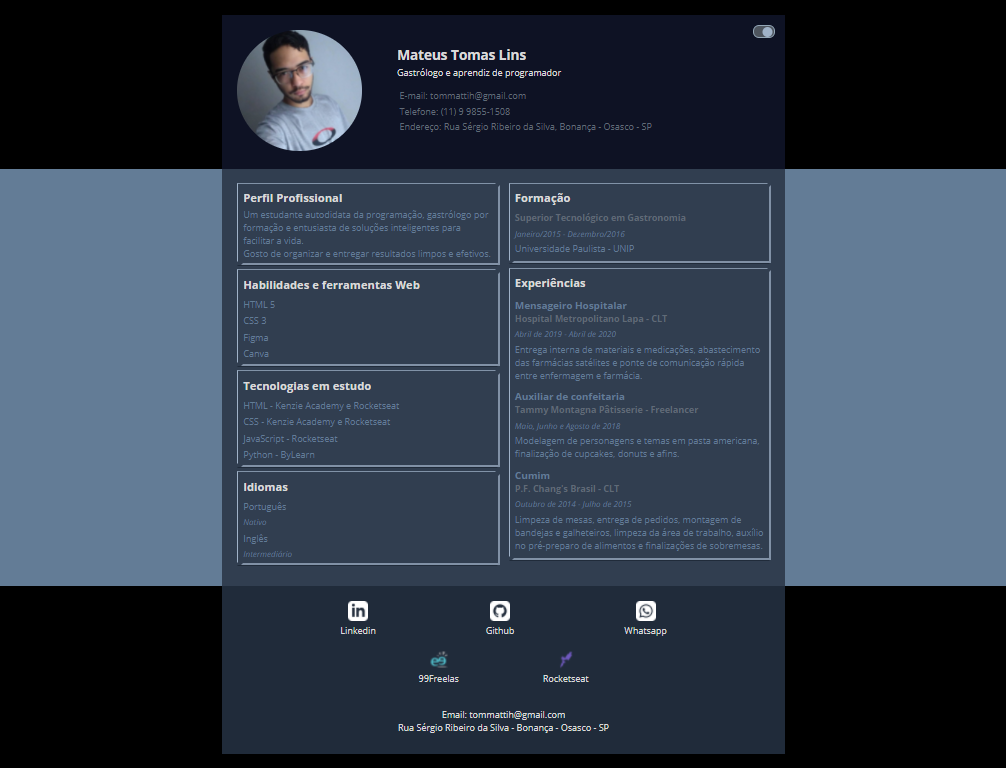 Mateus Tomas Lins
Gastrólogo e aprendiz de programador
E-mail: tommattih@gmail.com
Telefone: (11) 9 9855-1508
Endereço: Rua Sérgio Ribeiro da Silva, Bonança - Osasco - SP
Perfil Profissional
Um estudante autodidata da programação, gastrólogo por
formação e entusiasta de soluções inteligentes para
facilitar a vida.
Gosto de organizar e entregar resultados limpos e efetivos.
Habilidades e ferramentas Web
HTML 5
CSS 3
Figma
Canva
Tecnologias em estudo
HTML - Kenzie Academy e Rocketseat
CSS - Kenzie Academy e Rocketseat
JavaScript - Rocketseat
Python - ByLearn
Idiomas
Português
Nativo
Inglês
Intermediário
Formação
Superior Tecnológico em Gastronomia
Janeiro/2015 - Dezembro/2016
Universidade Paulista - UNIP
Experiências
Mensageiro Hospitalar
Hospital Metropolitano Lapa - CLT
Abril de 2019 - Abril de 2020
Entrega interna de materiais e medicações, abastecimento
das farmácias satélites e ponte de comunicação rápida
entre enfermagem e farmácia.
Auxiliar de confeitaria
Tammy Montagna Pâtisserie - Freelancer
Maio, Junho e Agosto de 2018
Modelagem de personagens e temas em pasta americana,
finalização de cupcakes, donuts e afins.
Cumim
P.F. Chang's Brasil - CLT
Outubro de 2014 - Julho de 2015
Limpeza de mesas, entrega de pedidos, montagem de
bandejas e galheteiros, limpeza da área de trabalho, auxílio
no pré-preparo de alimentos e finalizações de sobremesas.
Linkedin
Github
Whatsapp
99Freelas
Rocketseat
Email: tommattih@gmail.com
Rua Sérgio Ribeiro da Silva - Bonança - Osasco - SP